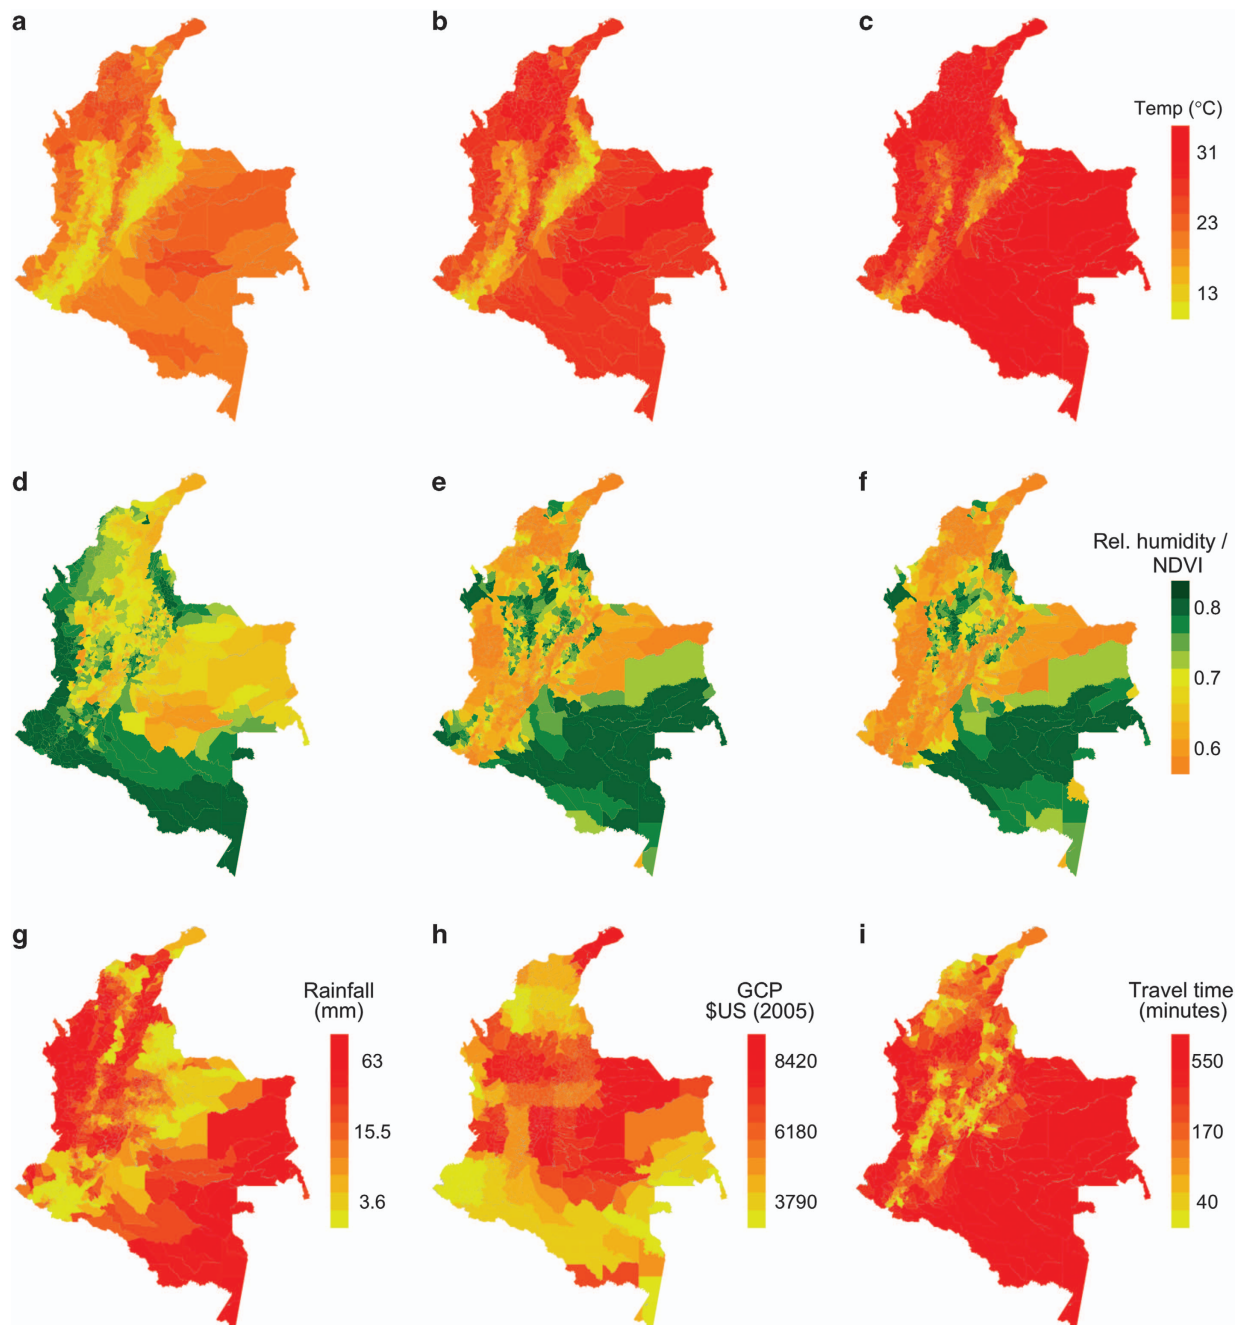 a
b
c
Temp (°C)
31
23
13
d
e
f
Rel. humidity /
NDVI
0.8
0.7
0.6
g
h
i
Rainfall
(mm)
63
15.5
3.6
GCP
$US (2005)
8420
6180
3790
Travel time
(minutes)
550
170
40